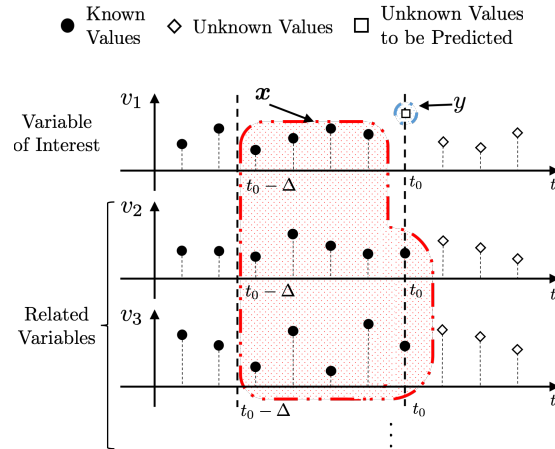 Known Values
Unknown Values
Unknown Values to be Predicted
v₁
x
y
Variable of Interest
t₀ − Δ
t₀
t
v₂
t₀ − Δ
t₀
t
Related Variables
v₃
t₀ − Δ
t₀
t